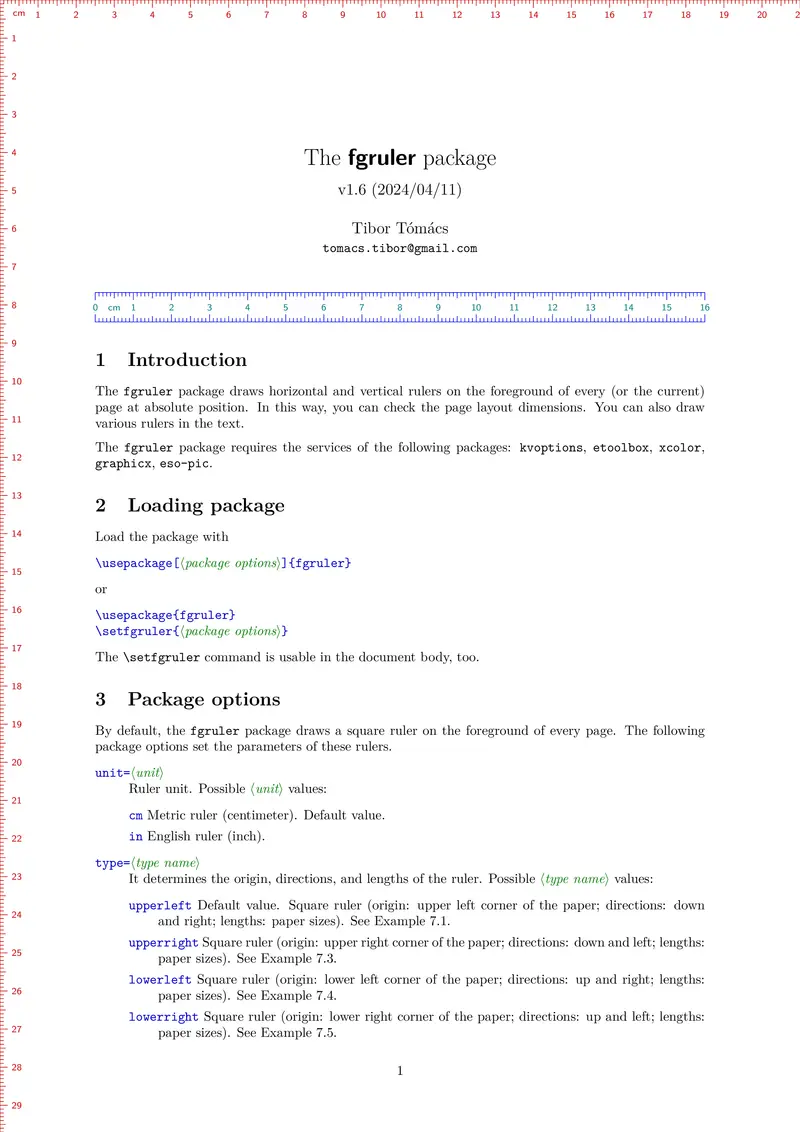 cm 1 2 3 4 5 6 7 8 9 10 11 12 13 14 15 16 17 18 19 20 2
1
2
3
4
The fgruler package
5
v1.6 (2024/04/11)
6
Tibor Tómács
tomacs.tibor@gmail.com
7
8
0 cm 1 2 3 4 5 6 7 8 9 10 11 12 13 14 15 16
9
1 Introduction
10
The fgruler package draws horizontal and vertical rulers on the foreground of every (or the current)
page at absolute position. In this way, you can check the page layout dimensions. You can also draw
11
various rulers in the text.
The fgruler package requires the services of the following packages: kvoptions, etoolbox, xcolor,
12
graphicx, eso-pic.
13
2 Loading package
14
Load the package with
\usepackage[⟨package options⟩]{fgruler}
15
or
16
\usepackage{fgruler}
\setfgruler{⟨package options⟩}
17
The \setfgruler command is usable in the document body, too.
18
3 Package options
19
By default, the fgruler package draws a square ruler on the foreground of every page. The following
package options set the parameters of these rulers.
20
unit=⟨unit⟩
Ruler unit. Possible ⟨unit⟩ values:
21
cm Metric ruler (centimeter). Default value.
22
in English ruler (inch).
type=⟨type name⟩
23
It determines the origin, directions, and lengths of the ruler. Possible ⟨type name⟩ values:
upperleft Default value. Square ruler (origin: upper left corner of the paper; directions: down
24
and right; lengths: paper sizes). See Example 7.1.
upperright Square ruler (origin: upper right corner of the paper; directions: down and left; lengths:
25
paper sizes). See Example 7.3.
lowerleft Square ruler (origin: lower left corner of the paper; directions: up and right; lengths:
26
paper sizes). See Example 7.4.
lowerright Square ruler (origin: lower right corner of the paper; directions: up and left; lengths:
27
paper sizes). See Example 7.5.
28
1
29